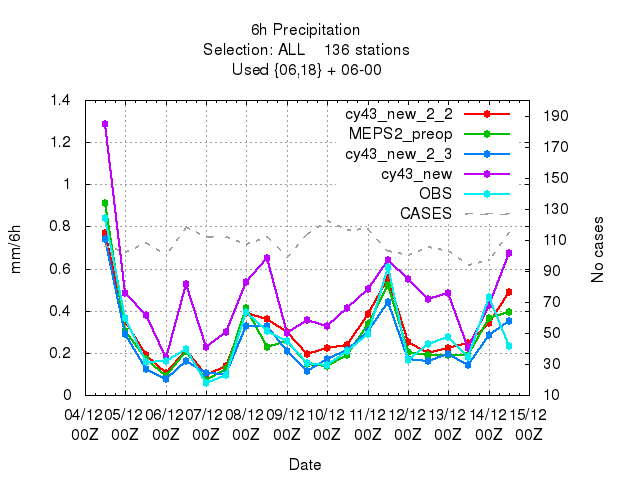 6h Precipitation
Selection: ALL    136 stations
Used {06,18} + 06-00
cy43_new_2_2
MEPS2_preop
cy43_new_2_3
cy43_new
OBS
CASES
1.4
1.2
1
0.8
0.6
0.4
0.2
0
mm/6h
190
170
150
130
110
90
70
50
30
10
No cases
04/12 05/12 06/12 07/12 08/12 09/12 10/12 11/12 12/12 13/12 14/12 15/12
00Z 00Z 00Z 00Z 00Z 00Z 00Z 00Z 00Z 00Z 00Z 00Z
Date